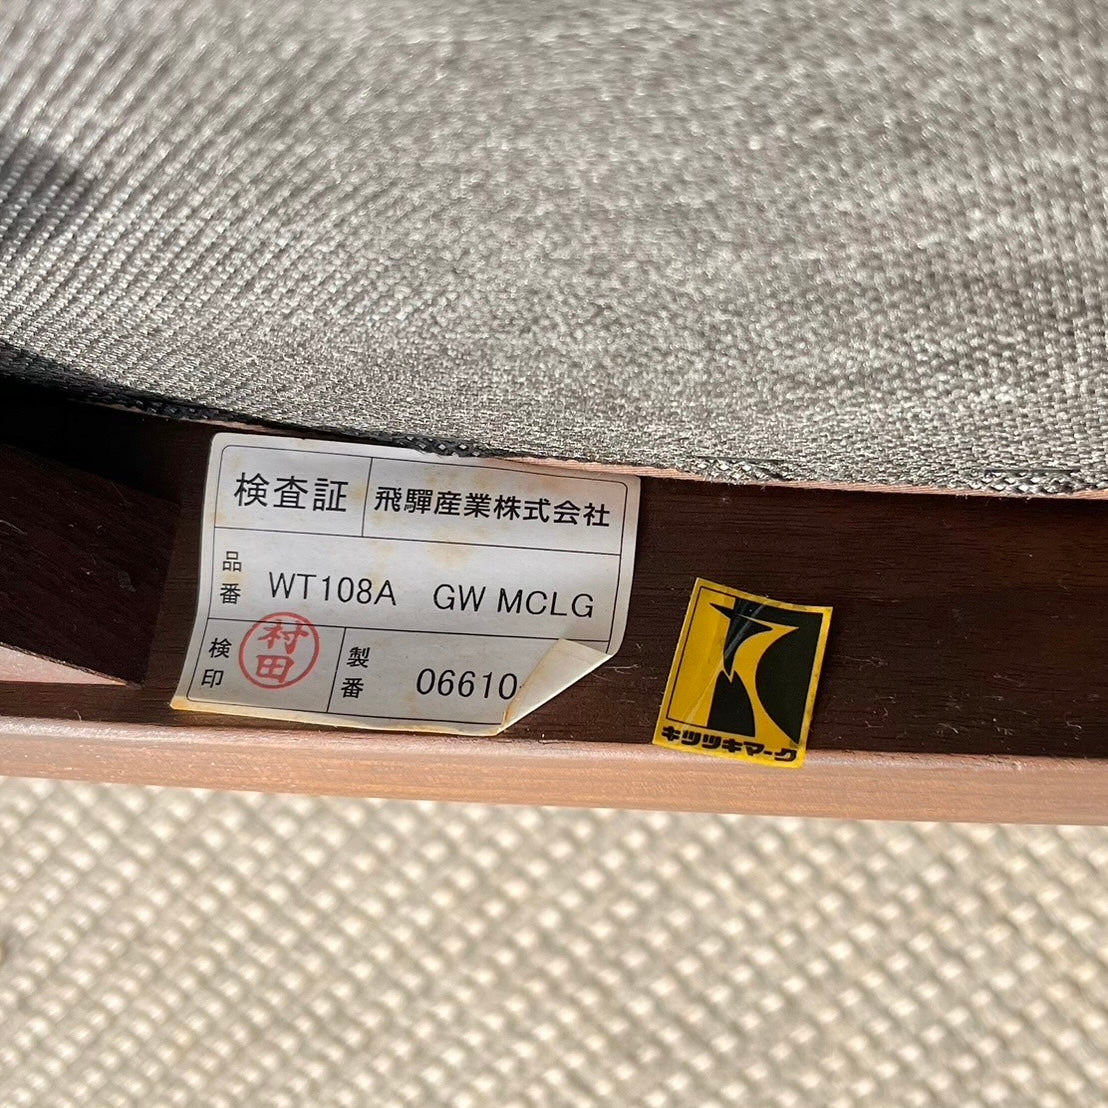 検査証 飛驒産業株式会社
品番 WT108A GW MCLG
検印 村田 製番 06610
キツツキマーク